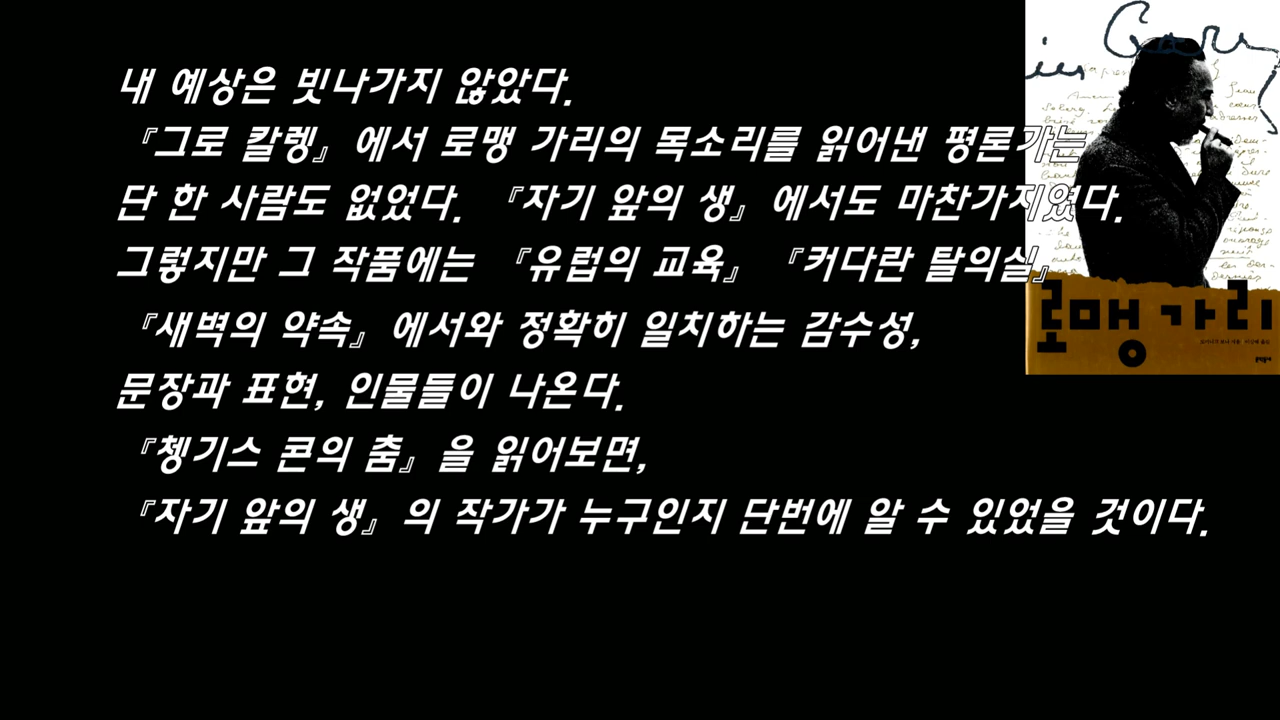 내 예상은 빗나가지 않았다.
『그로 칼렝』에서 로맹 가리의 목소리를 읽어낸 평론가는
단 한 사람도 없었다. 『자기 앞의 생』에서도 마찬가지였다.
그렇지만 그 작품에는 『유럽의 교육』 『커다란 탈의실』
『새벽의 약속』에서와 정확히 일치하는 감수성,
문장과 표현, 인물들이 나온다.
『쳉기스 콘의 춤』을 읽어보면,
『자기 앞의 생』의 작가가 누구인지 단번에 알 수 있었을 것이다.
Gary
로맹 가리